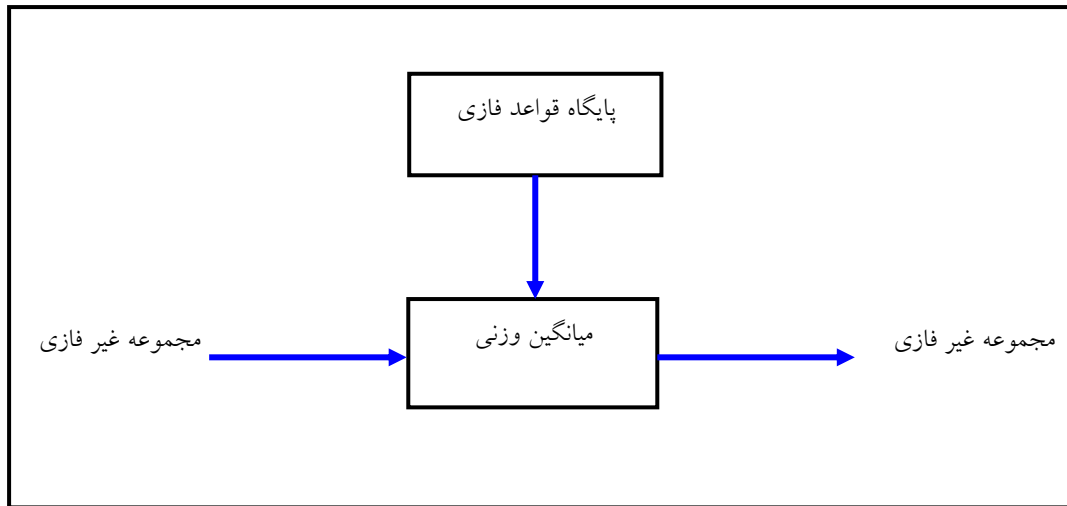 پایگاه قواعد فازی
میانگین وزنی
مجموعه غیر فازی
مجموعه غیر فازی